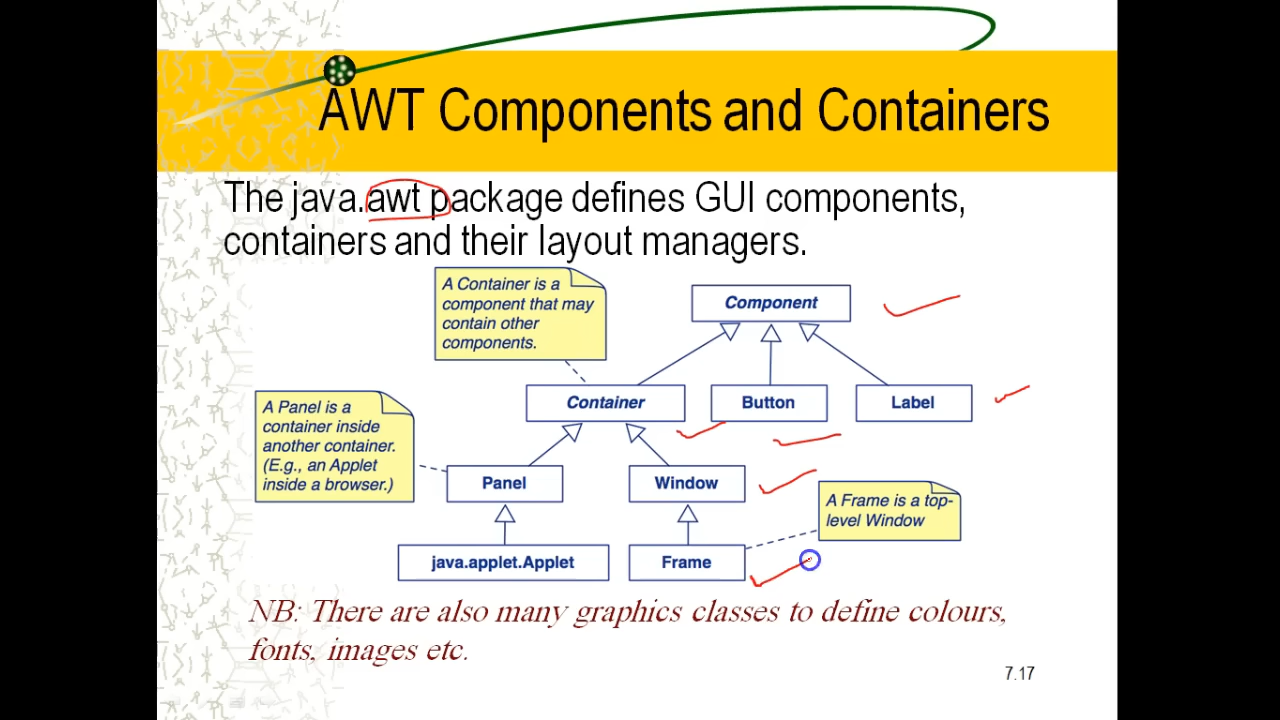 AWT Components and Containers
The java.awt package defines GUI components,
containers and their layout managers.
A Container is a
component that may
contain other
components.
Component
Container
Button
Label
A Panel is a
container inside
another container.
(E.g., an Applet
inside a browser.)
Panel
Window
A Frame is a top-
level Window
java.applet.Applet
Frame
NB: There are also many graphics classes to define colours,
fonts, images etc.
7.17